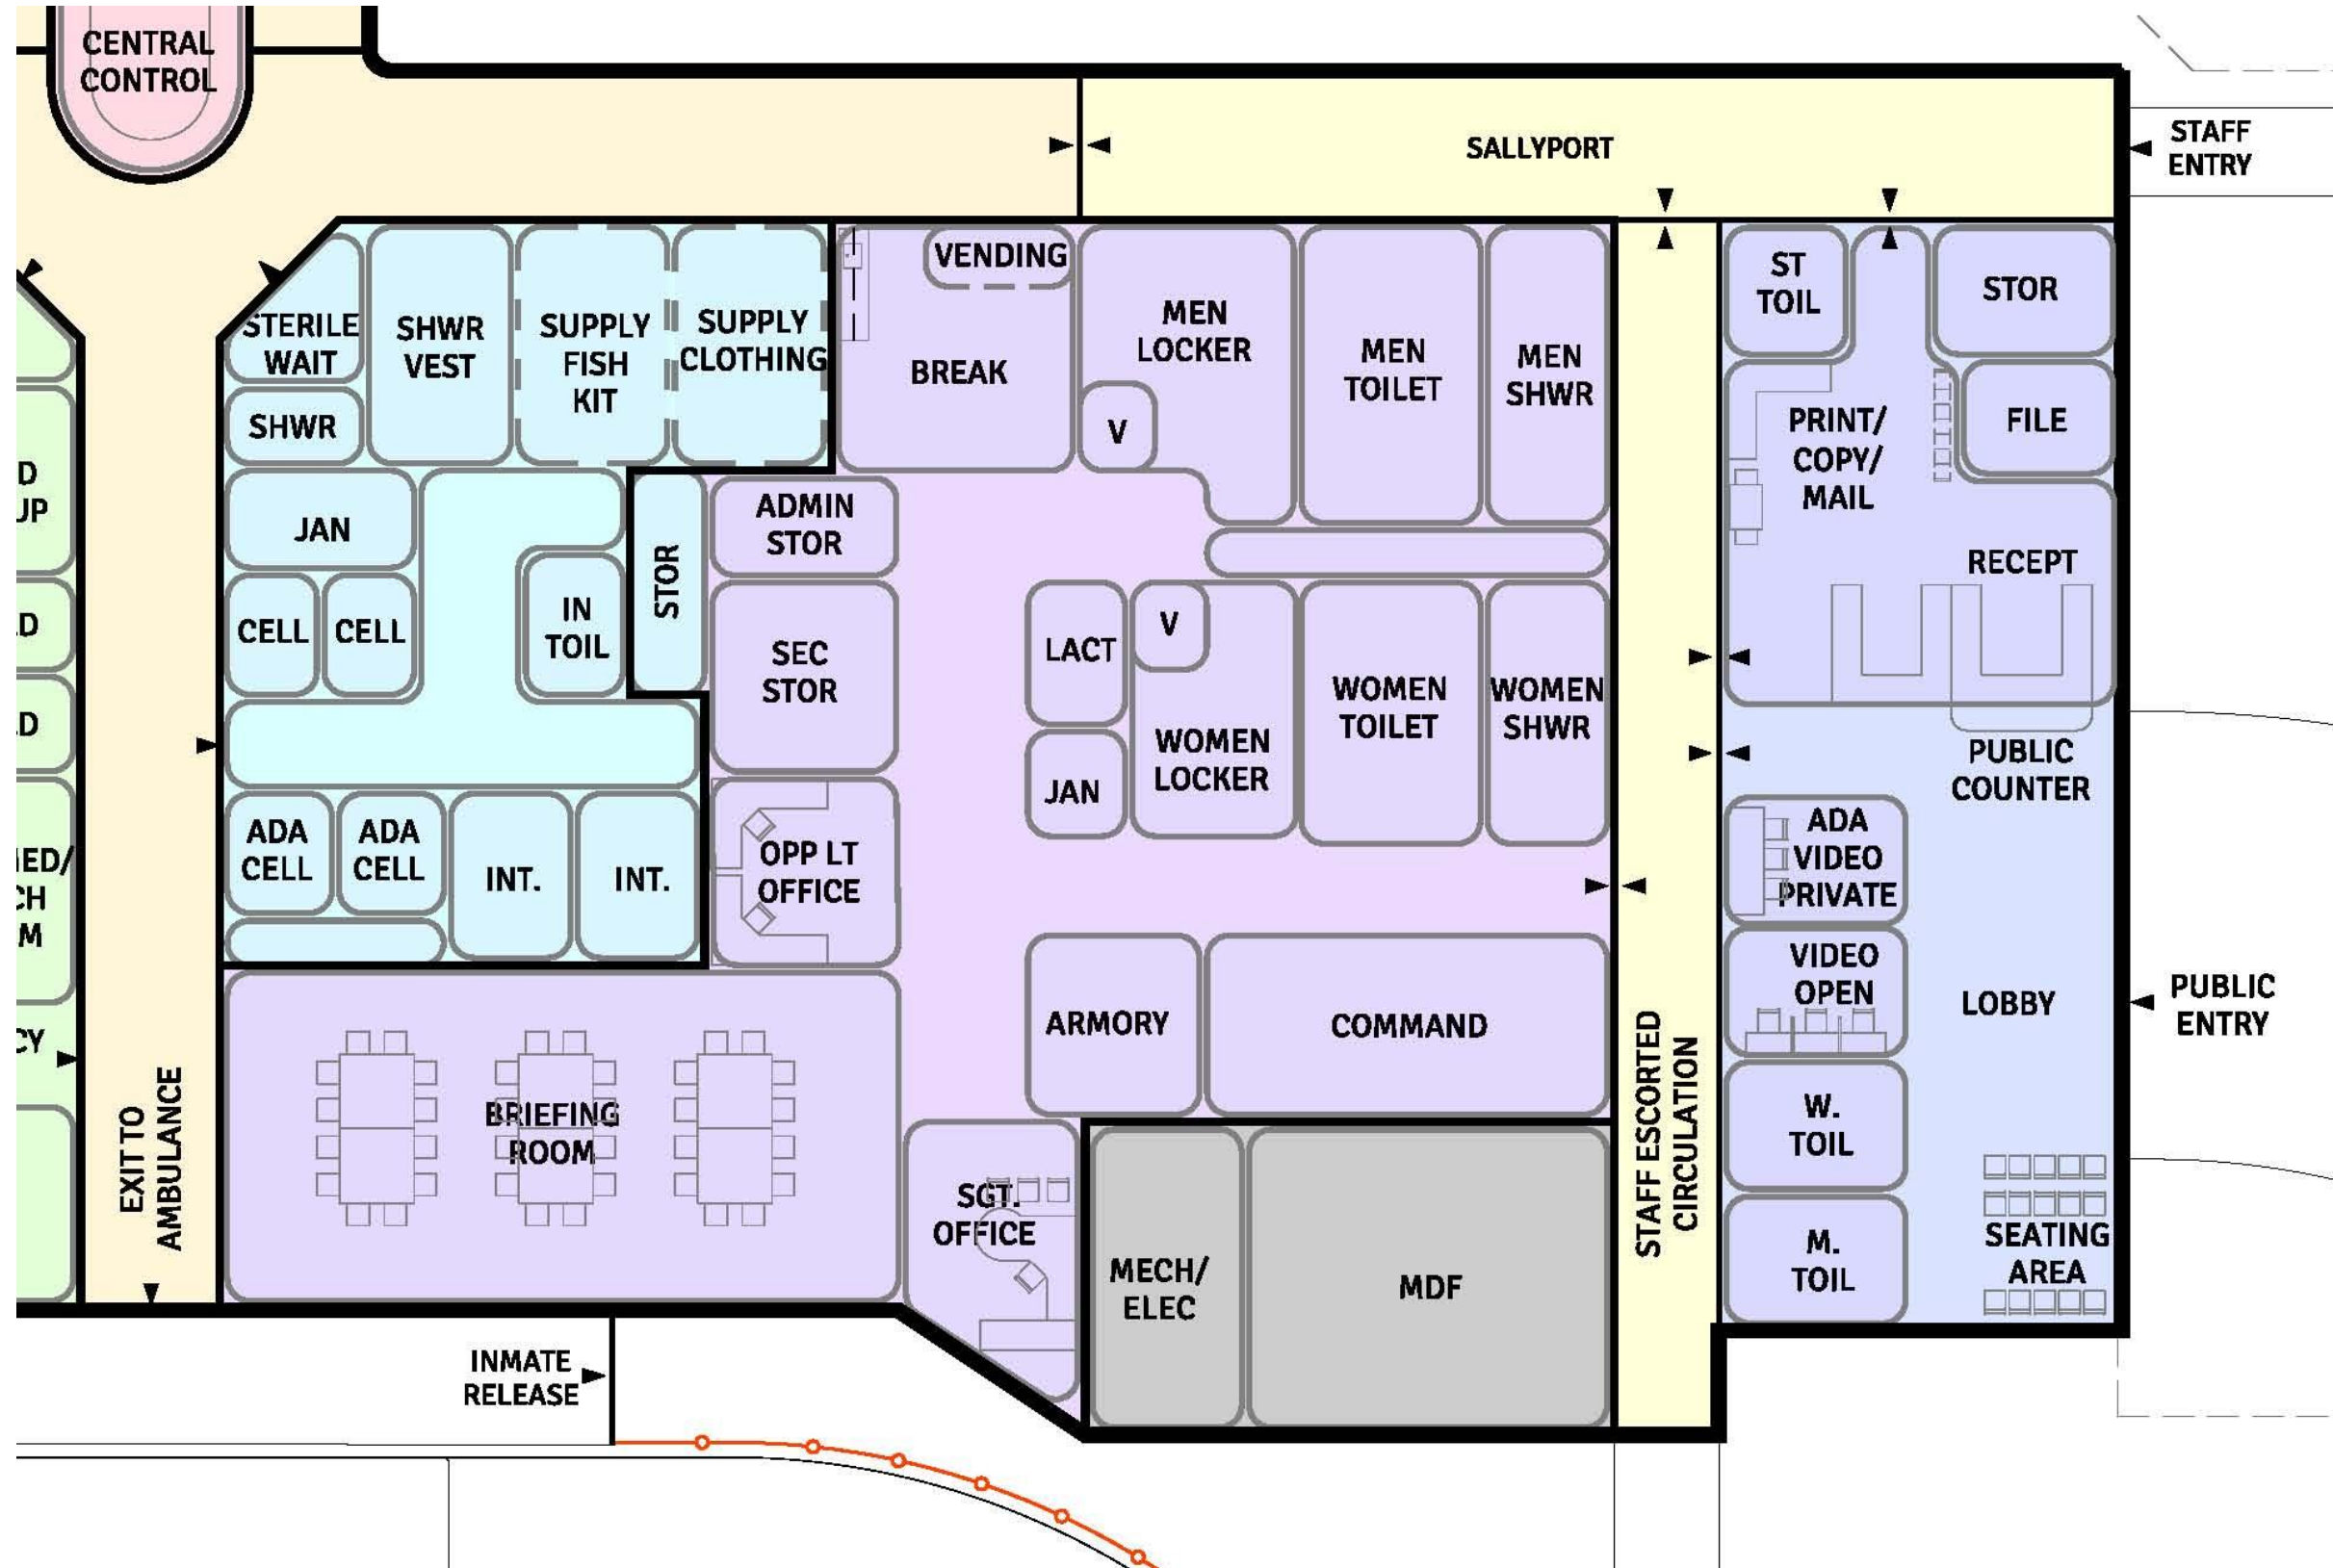 CENTRAL
CONTROL
SALLYPORT
STAFF
ENTRY
STERILE
WAIT
SHWR
VEST
SUPPLY
FISH
KIT
SUPPLY
CLOTHING
VENDING
BREAK
MEN
LOCKER
V
MEN
TOILET
MEN
SHWR
ST
TOIL
STOR
SHWR
PRINT/
COPY/
MAIL
FILE
JAN
ADMIN
STOR
STOR
RECEPT
CELL
CELL
IN
TOIL
SEC
STOR
LACT
V
WOMEN
LOCKER
WOMEN
TOILET
WOMEN
SHWR
JAN
PUBLIC
COUNTER
ADA
CELL
ADA
CELL
INT.
INT.
OPP LT
OFFICE
ADA
VIDEO
PRIVATE
VIDEO
OPEN
LOBBY
PUBLIC
ENTRY
ARMORY
COMMAND
STAFF ESCORTED
CIRCULATION
EXIT TO
AMBULANCE
BRIEFING
ROOM
W.
TOIL
SGT.
OFFICE
MECH/
ELEC
MDF
M.
TOIL
SEATING
AREA
INMATE
RELEASE
D
UP
D
D
ED/
CH
M
CY